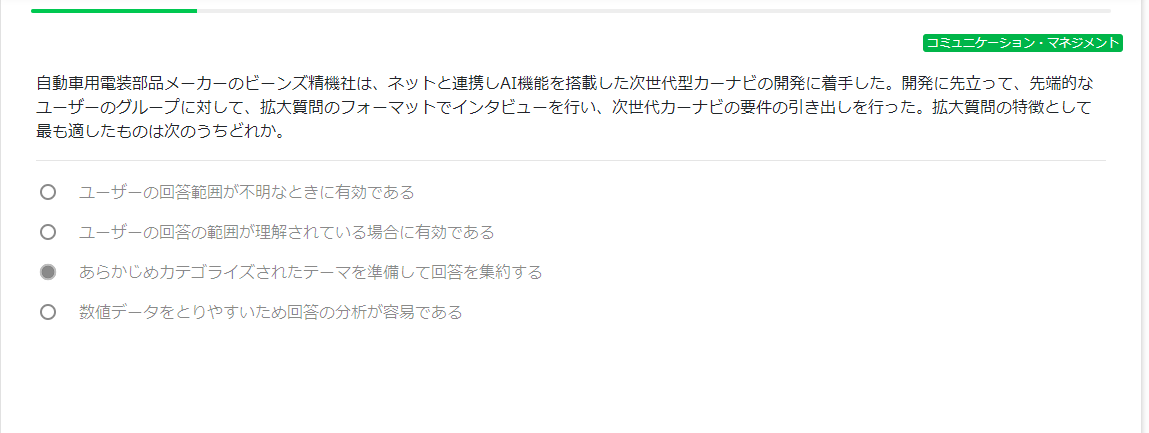 コミュニケーション・マネジメント
自動車用電装部品メーカーのビーンズ精機社は、ネットと連携しAI機能を搭載した次世代型カーナビの開発に着手した。開発に先立って、先端的な
ユーザーのグループに対して、拡大質問のフォーマットでインタビューを行い、次世代カーナビの要件の引き出しを行った。拡大質問の特徴として
最も適したものは次のうちどれか。
ユーザーの回答範囲が不明なときに有効である
ユーザーの回答の範囲が理解されている場合に有効である
あらかじめカテゴライズされたテーマを準備して回答を集約する
数値データをとりやすいため回答の分析が容易である